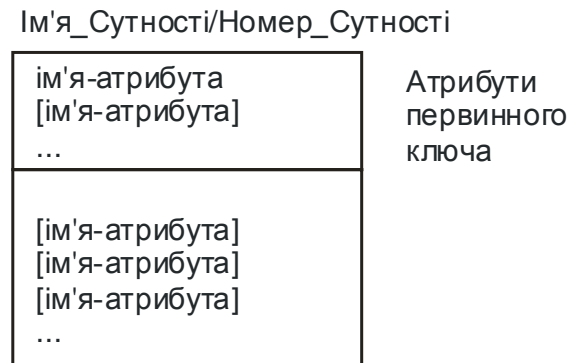 Ім'я_Сутності/Номер_Сутності
ім'я-атрибута
[ім'я-атрибута]
...
Атрибути
первинного
ключа
[ім'я-атрибута]
[ім'я-атрибута]
[ім'я-атрибута]
...